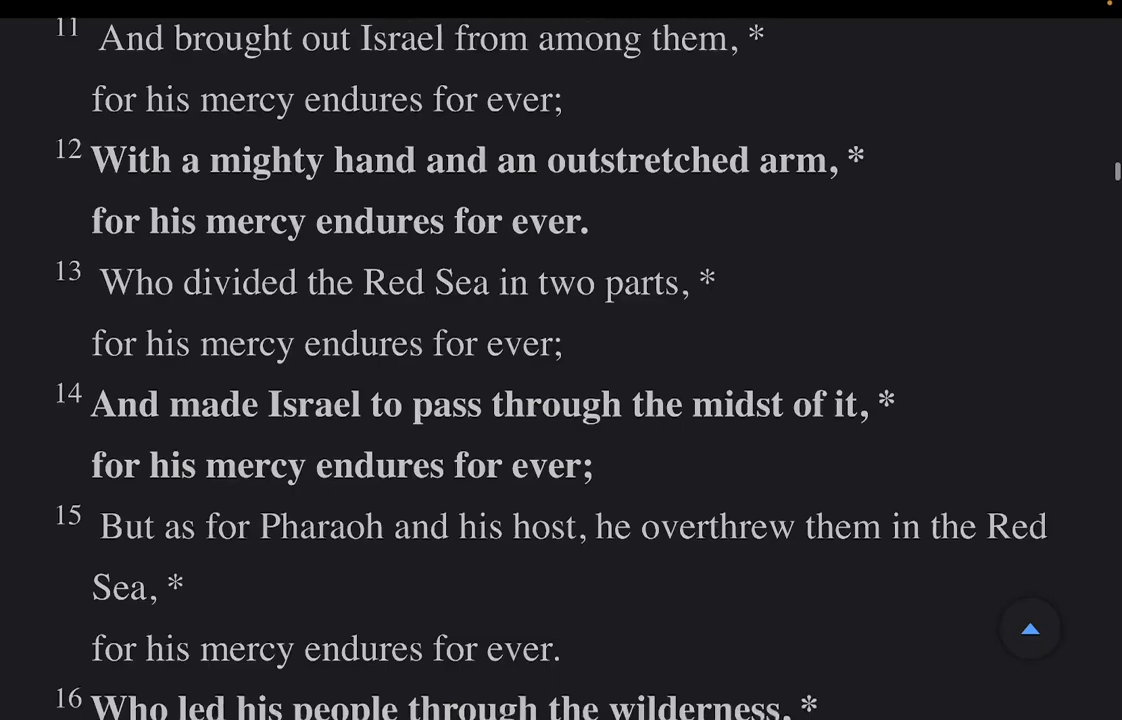 11 And brought out Israel from among them, *
for his mercy endures for ever;
12 With a mighty hand and an outstretched arm, *
for his mercy endures for ever.
13 Who divided the Red Sea in two parts, *
for his mercy endures for ever;
14 And made Israel to pass through the midst of it, *
for his mercy endures for ever;
15 But as for Pharaoh and his host, he overthrew them in the Red
Sea, *
for his mercy endures for ever.
16 Who led his people through the wilderness, *